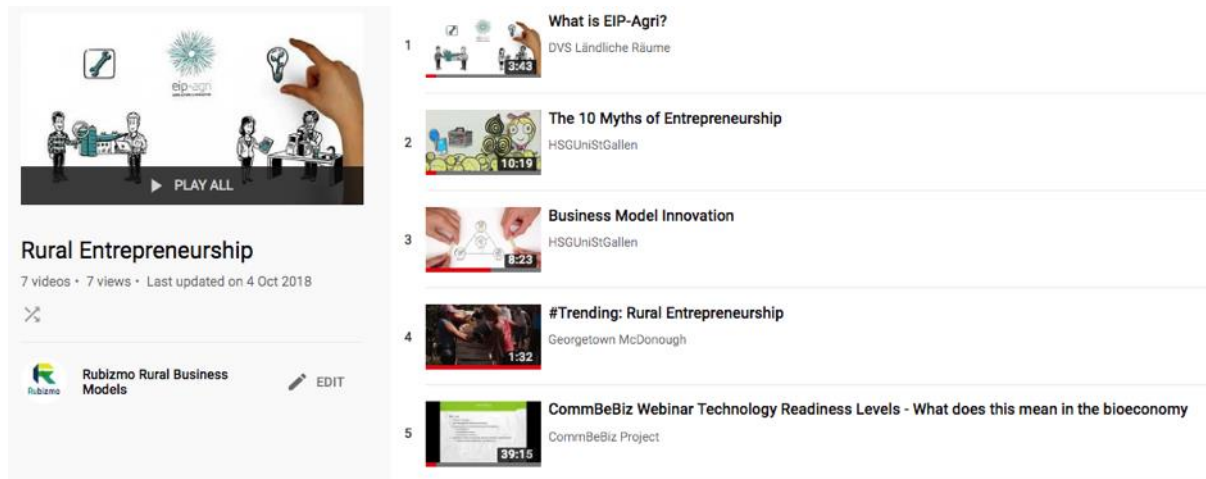 eip-agri
PLAY ALL
Rural Entrepreneurship
7 videos • 7 views • Last updated on 4 Oct 2018
Rubizmo
Rubizmo Rural Business
Models
EDIT
1
3:43
What is EIP-Agri?
DVS Ländliche Räume
2
10:19
The 10 Myths of Entrepreneurship
HSGUniStGallen
3
8:23
Business Model Innovation
HSGUniStGallen
4
1:32
#Trending: Rural Entrepreneurship
Georgetown McDonough
5
39:15
CommBeBiz Webinar Technology Readiness Levels - What does this mean in the bioeconomy
CommBeBiz Project